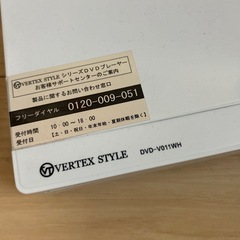 VERTEX STYLE シリーズDVDプレーヤー
お客様サポートセンターのご案内
製品に関するお問い合わせ窓口
フリーダイヤル 0120-009-051
受付時間 10:00～18:00
受付日 【土・日・祝日・年末年始・夏期休暇を除く】
VERTEX STYLE DVD-V011WH